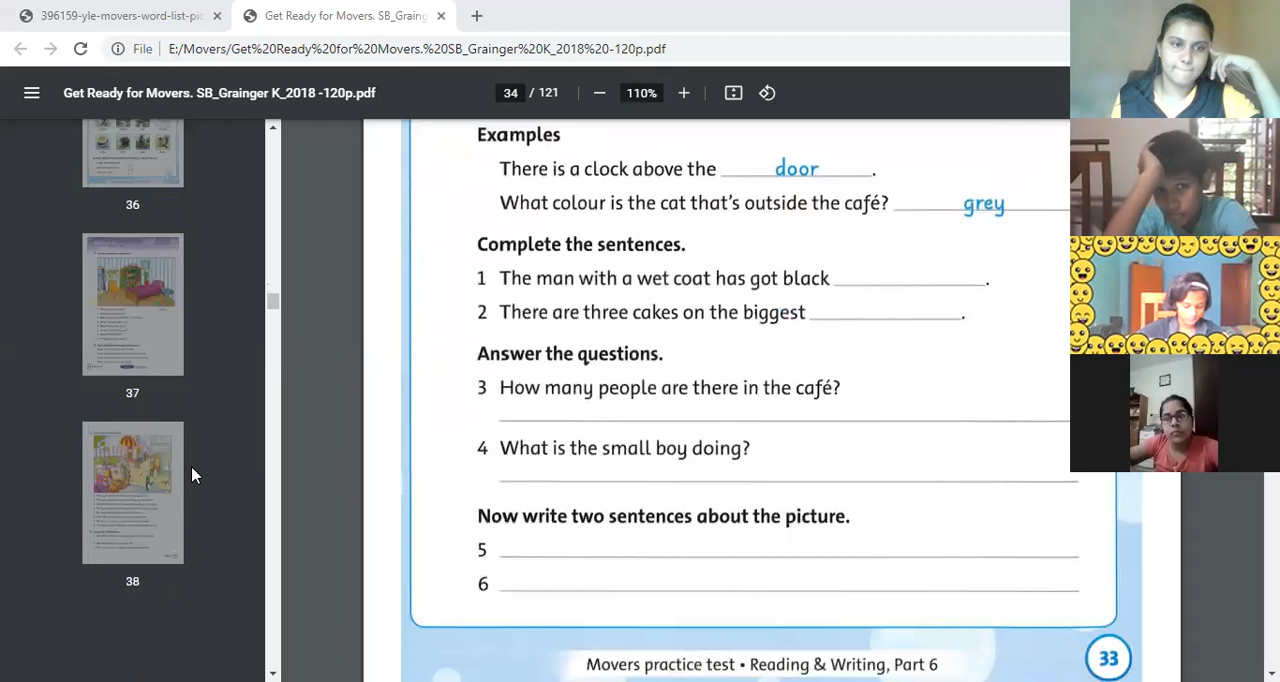 396159-yle-movers-word-list-pic
Get Ready for Movers. SB_Grainge
File E:/Movers/Get%20Ready%20for%20Movers.%20SB_Grainger%20K_2018%20-120p.pdf
Get Ready for Movers. SB_Grainger K_2018 -120p.pdf
34 / 121
110%
36
37
38
Examples
There is a clock above the door.
What colour is the cat that's outside the café? grey
Complete the sentences.
1 The man with a wet coat has got black
2 There are three cakes on the biggest
Answer the questions.
3 How many people are there in the café?
4 What is the small boy doing?
Now write two sentences about the picture.
5
6
Movers practice test • Reading & Writing, Part 6
33